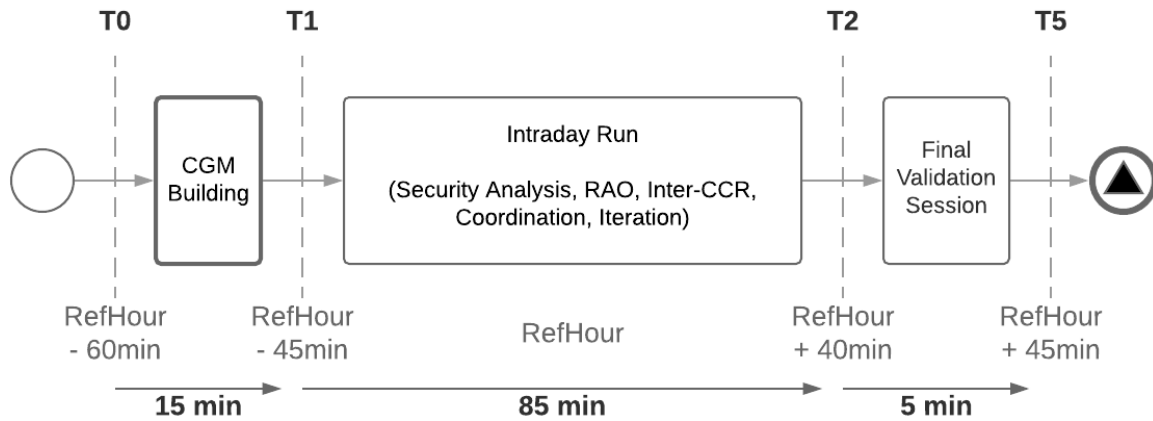 T0
T1
T2
T5
CGM
Building
Intraday Run
(Security Analysis, RAO, Inter-CCR,
Coordination, Iteration)
Final
Validation
Session
RefHour
- 60min
RefHour
- 45min
RefHour
RefHour
+ 40min
RefHour
+ 45min
15 min
85 min
5 min